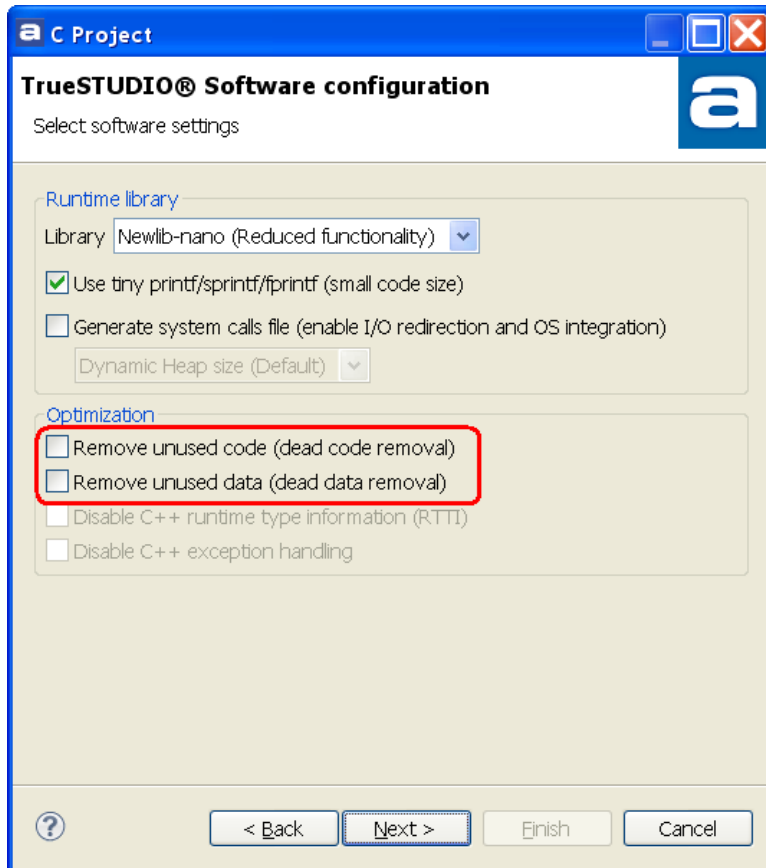 a C Project
TrueSTUDIO® Software configuration
Select software settings
a
Runtime library
Library Newlib-nano (Reduced functionality)
Use tiny printf/sprintf/fprintf (small code size)
Generate system calls file (enable I/O redirection and OS integration)
Dynamic Heap size (Default)
Optimization
Remove unused code (dead code removal)
Remove unused data (dead data removal)
Disable C++ runtime type information (RTTI)
Disable C++ exception handling
? < Back Next > Finish Cancel